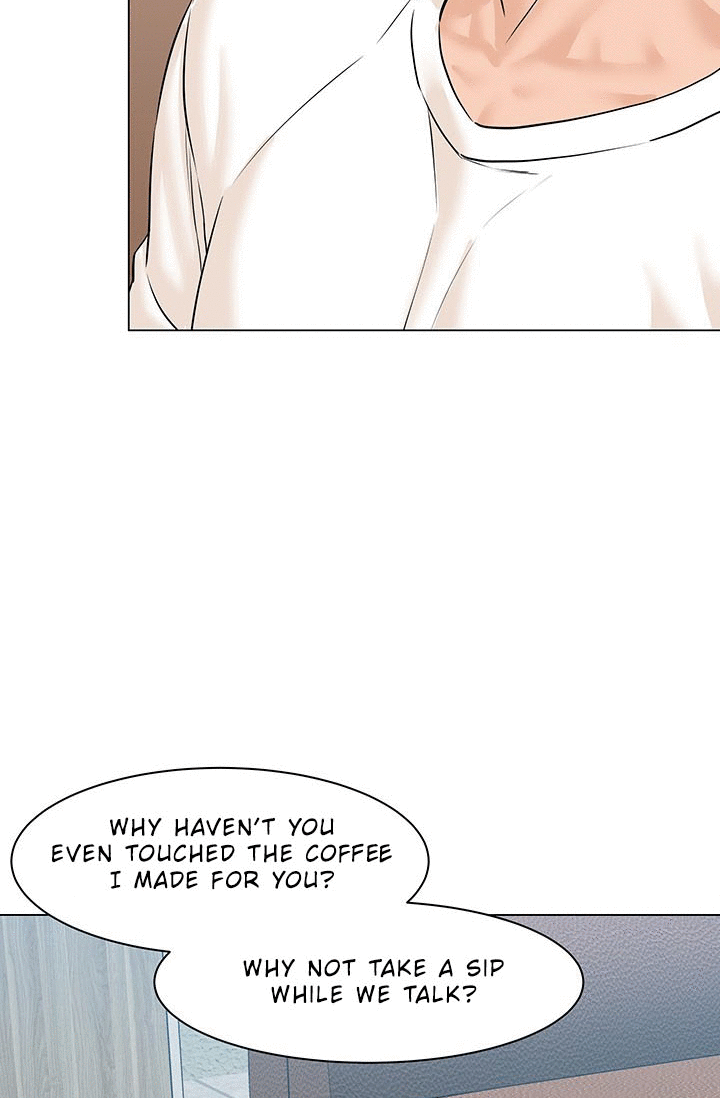 WHY HAVEN'T YOU
EVEN TOUCHED THE COFFEE
I MADE FOR YOU?
WHY NOT TAKE A SIP
WHILE WE TALK?